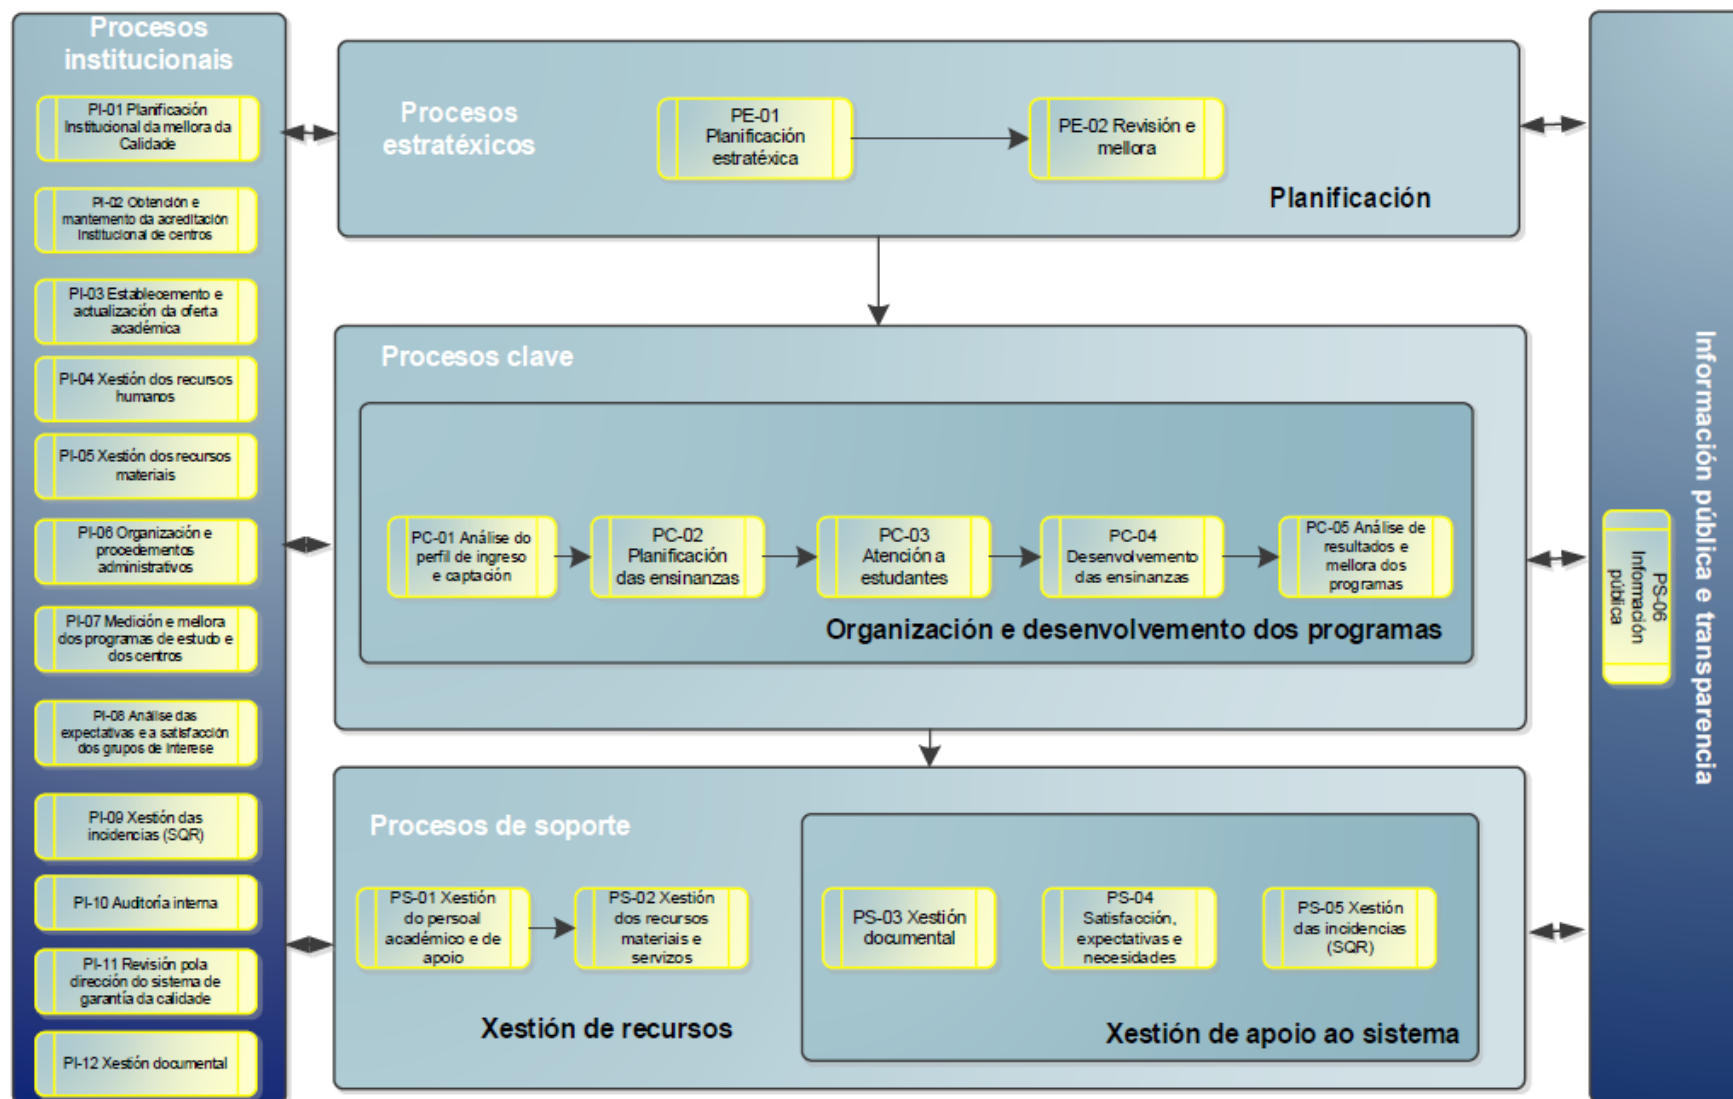 Procesos
institucionais
PI-01 Planificación
Institucional da mellora da
Calidade
PI-02 Obtención e
mantemento da acreditación
Institucional de centros
PI-03 Establecemento e
actualización da oferta
académica
PI-04 Xestión dos recursos
humanos
PI-05 Xestión dos recursos
materiais
PI-06 Organización e
procedementos
administrativos
PI-07 Medición e mellora
dos programas de estudo e
dos centros
PI-08 Análise das
expectativas e a satisfacción
dos grupos de interese
PI-09 Xestión das
incidencias (SQR)
PI-10 Auditoría interna
PI-11 Revisión pola
dirección do sistema de
garantía da calidade
PI-12 Xestión documental
Procesos
estratéxicos
PE-01
Planificación
estratéxica
PE-02 Revisión e
mellora
Planificación
Procesos clave
PC-01 Análise do
perfil de ingreso
e captación
PC-02
Planificación
das ensinanzas
PC-03
Atención a
estudantes
PC-04
Desenvolvemento
das ensinanzas
PC-05 Análise de
resultados e
mellora dos
programas
Organización e desenvolvemento dos programas
Procesos de soporte
PS-01 Xestión
do persoal
académico e de
apoio
PS-02 Xestión
dos recursos
materiais e
servizos
Xestión de recursos
PS-03 Xestión
documental
PS-04
Satisfacción,
expectativas e
necesidades
PS-05 Xestión
das incidencias
(SQR)
Xestión de apoio ao sistema
PS-06
Información
pública
Información pública e transparencia